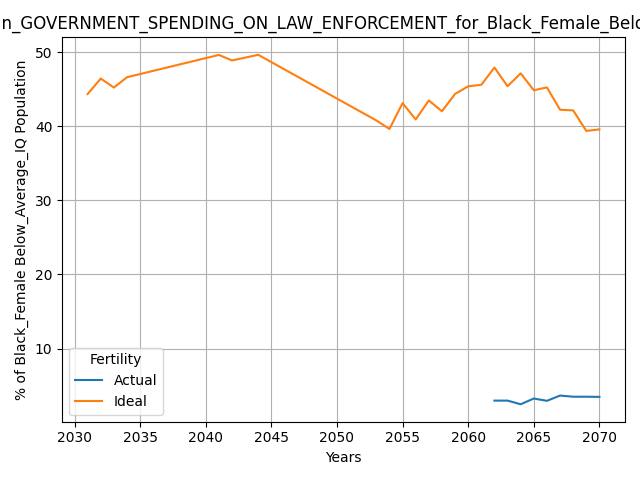 n_GOVERNMENT_SPENDING_ON_LAW_ENFORCEMENT_for_Black_Female_Belo
% of Black_Female Below_Average_IQ Population
50
40
30
20
10
Fertility
Actual
Ideal
2030 2035 2040 2045 2050 2055 2060 2065 2070
Years